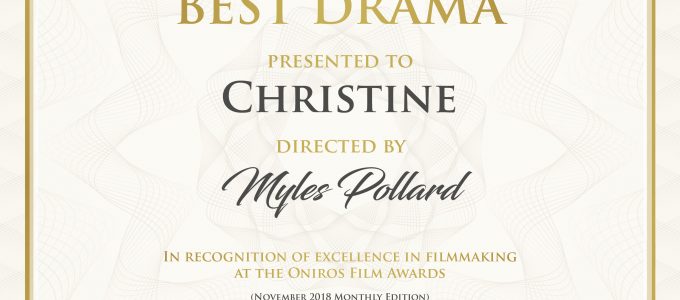 BEST DRAMA
PRESENTED TO
CHRISTINE
DIRECTED BY
Myles Pollard
IN RECOGNITION OF EXCELLENCE IN FILMMAKING
AT THE ONIROS FILM AWARDS
(NOVEMBER 2018 MONTHLY EDITION)